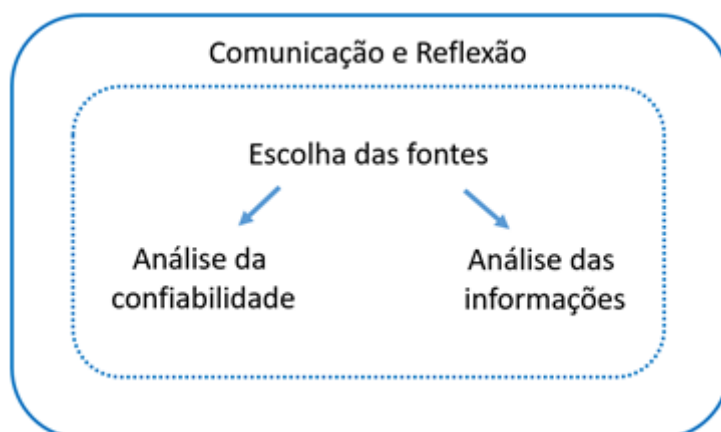 Comunicação e Reflexão
Escolha das fontes
Análise da
confiabilidade
Análise das
informações